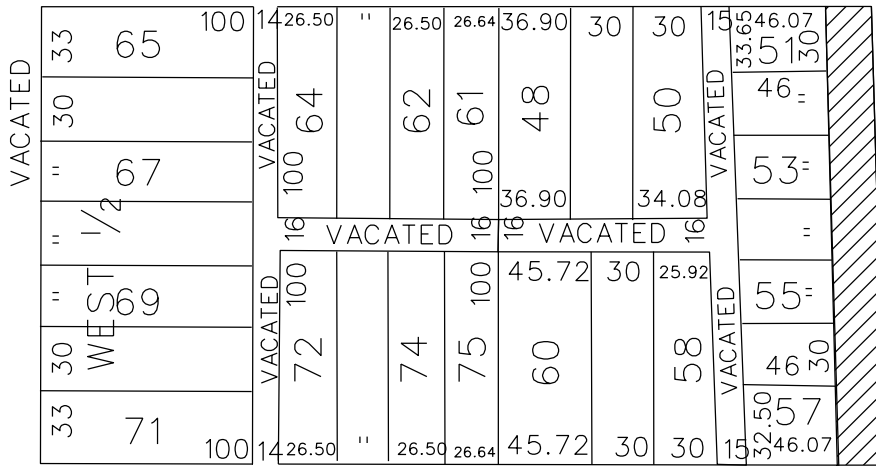 100 14 26.50 " 26.50 26.64 36.90 30 30 15 46.07
33 65 33.65 51 30
VACATED 30 VACATED 64 62 61 48 50 VACATED 46 =
= 67 100 100 53 =
36.90 34.08
WEST 1/2
= 16 VACATED 16 16 VACATED 16 =
100 100 45.72 30 25.92
= 69 55 =
30 VACATED 72 74 75 60 58 VACATED 46 30
33 71 32.50 57
100 14 26.50 " 26.50 26.64 45.72 30 30 15 46.07